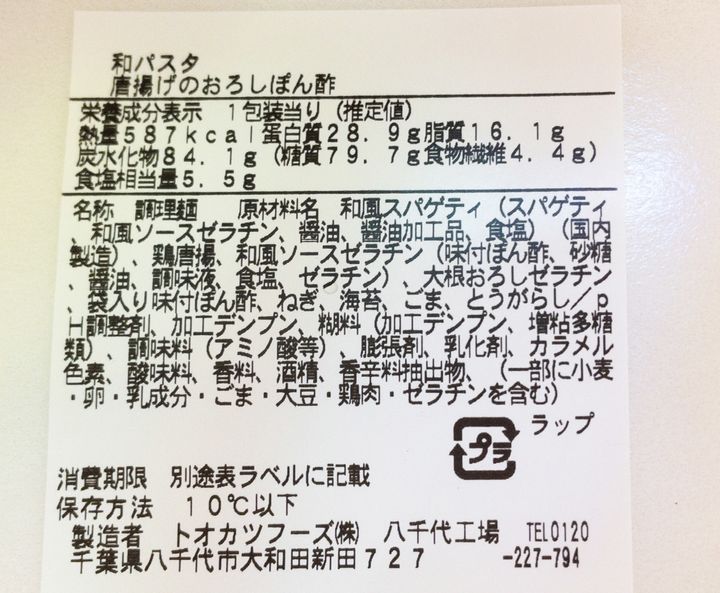 和パスタ
唐揚げのおろしぽん酢
栄養成分表示　１包装当り（推定値）
熱量５８７ｋｃａｌ蛋白質２８．９ｇ脂質１６．１ｇ
炭水化物８４．１ｇ（糖質７９．７ｇ食物繊維４．４ｇ）
食塩相当量５．５ｇ
名称　調理麺　　原材料名　和風スパゲティ（スパゲティ
、和風ソースゼラチン、醤油、醤油加工品、食塩）（国内
製造）、鶏唐揚、和風ソースゼラチン（味付ぽん酢、砂糖
、醤油、調味液、食塩、ゼラチン）、大根おろしゼラチン
、袋入り味付ぽん酢、ねぎ、海苔、ごま、とうがらし／ｐ
Ｈ調整剤、加工デンプン、糊料（加工デンプン、増粘多糖
類）、調味料（アミノ酸等）、膨張剤、乳化剤、カラメル
色素、酸味料、香料、酒精、香辛料抽出物、（一部に小麦
・卵・乳成分・ごま・大豆・鶏肉・ゼラチンを含む）
プラ　ラップ
消費期限　別途表ラベルに記載
保存方法　１０℃以下
製造者　トオカツフーズ㈱　八千代工場　TEL0120
千葉県八千代市大和田新田７２７　-227-794